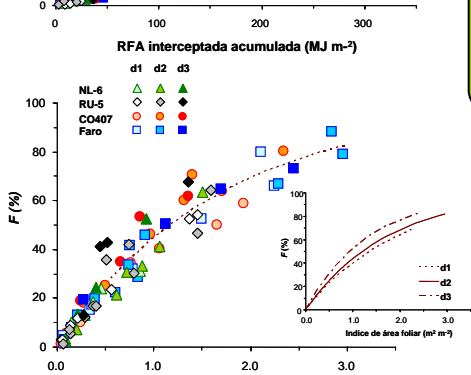 0
0
100
200
300
RFA interceptada acumulada (MJ m-²)
d1 d2 d3
NL-6
RU-5
CO407
Faro
100
80
60
40
20
0
F (%)
0.0
1.0
2.0
3.0
100
80
60
40
20
0
F (%)
d1
d2
d3
0.0
1.0
2.0
3.0
Indice de área foliar (m² m-²)